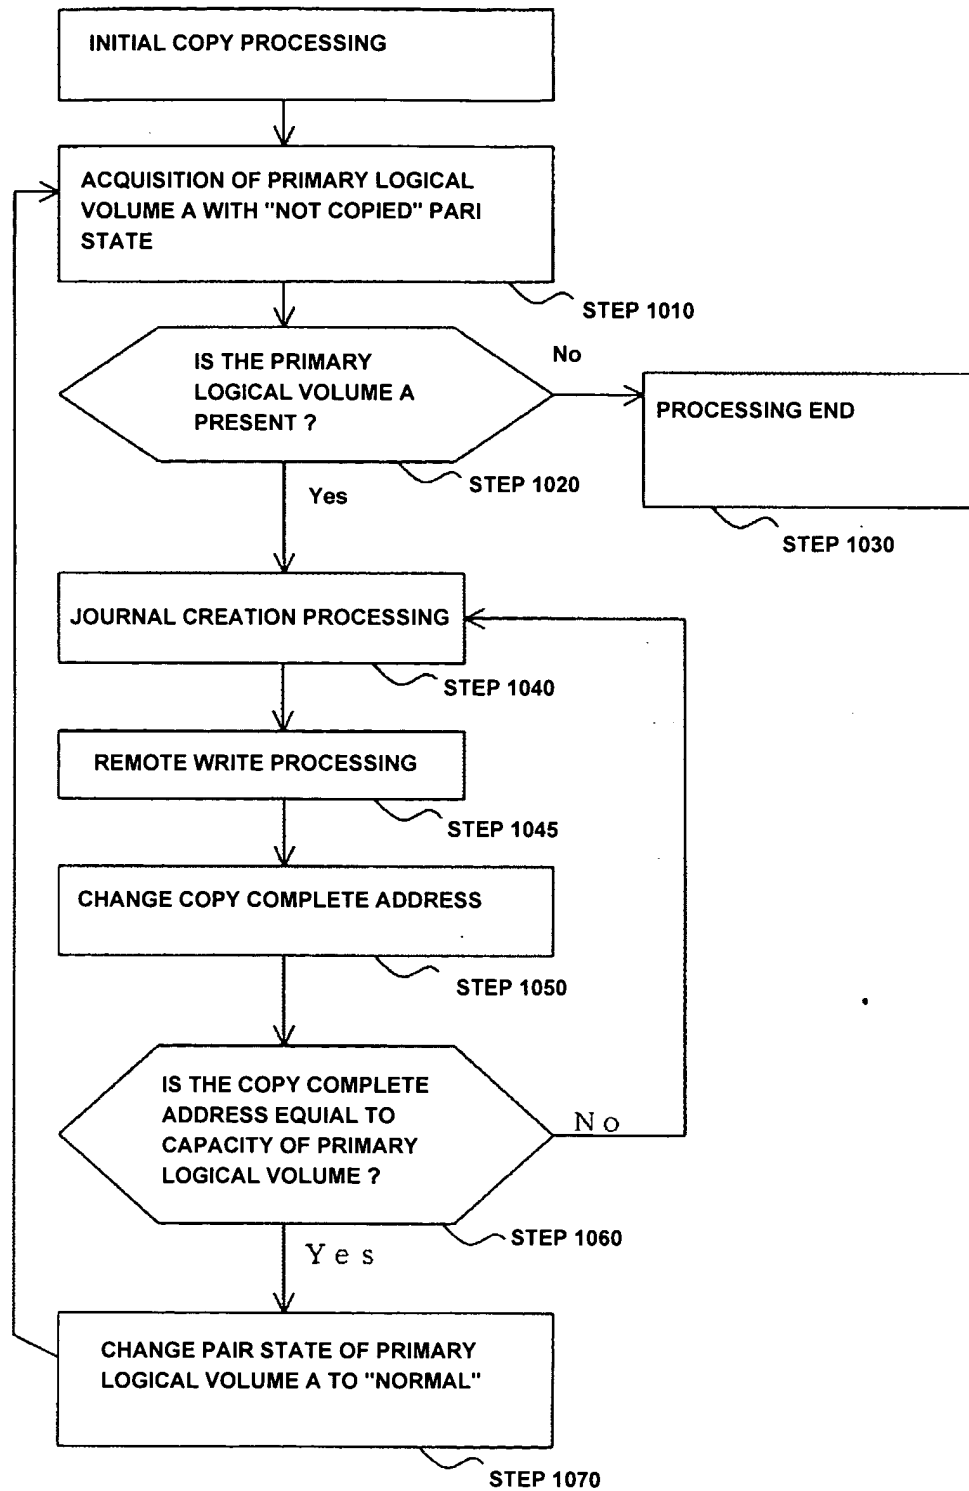 INITIAL COPY PROCESSING
ACQUISITION OF PRIMARY LOGICAL
VOLUME A WITH "NOT COPIED" PARI
STATE
STEP 1010
IS THE PRIMARY
LOGICAL VOLUME A
PRESENT ?
No
STEP 1020
PROCESSING END
STEP 1030
Yes
JOURNAL CREATION PROCESSING
STEP 1040
REMOTE WRITE PROCESSING
STEP 1045
CHANGE COPY COMPLETE ADDRESS
STEP 1050
IS THE COPY COMPLETE
ADDRESS EQUIAL TO
CAPACITY OF PRIMARY
LOGICAL VOLUME ?
No
STEP 1060
Yes
CHANGE PAIR STATE OF PRIMARY
LOGICAL VOLUME A TO "NORMAL"
STEP 1070